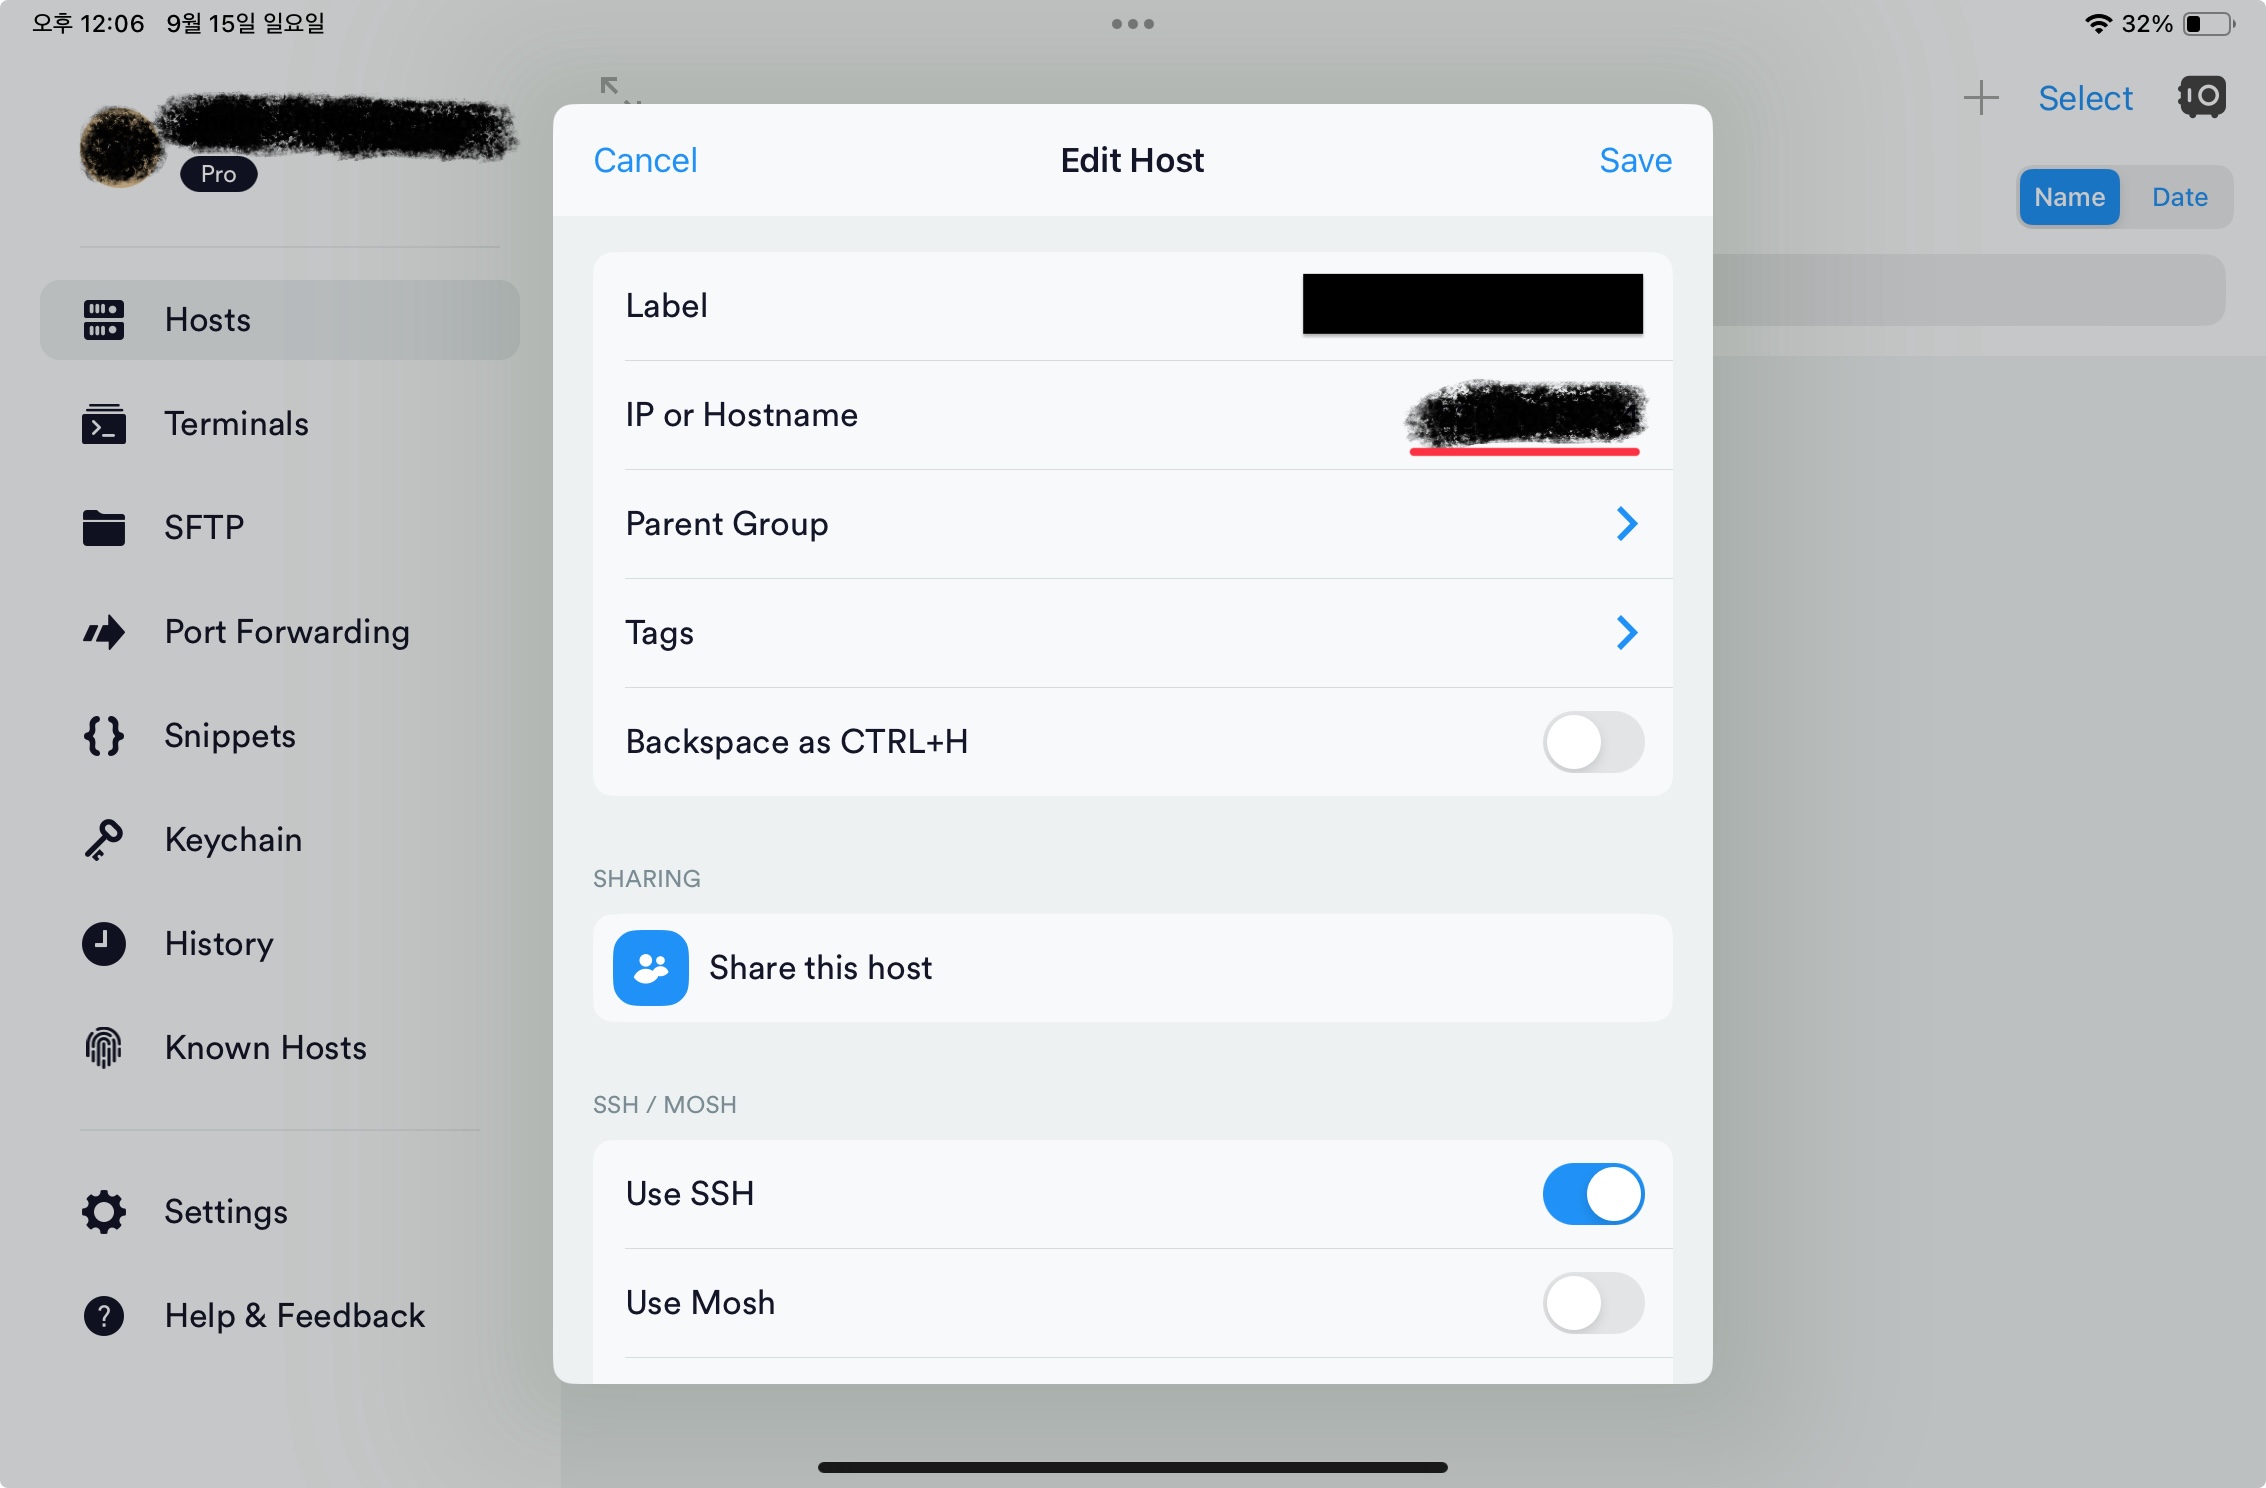 오후 12:06 9월 15일 일요일
32%
Pro
Hosts
Terminals
SFTP
Port Forwarding
Snippets
Keychain
History
Known Hosts
Settings
Help & Feedback
Select
Name Date
Cancel Edit Host Save
Label
IP or Hostname
Parent Group
Tags
Backspace as CTRL+H
SHARING
Share this host
SSH / MOSH
Use SSH
Use Mosh